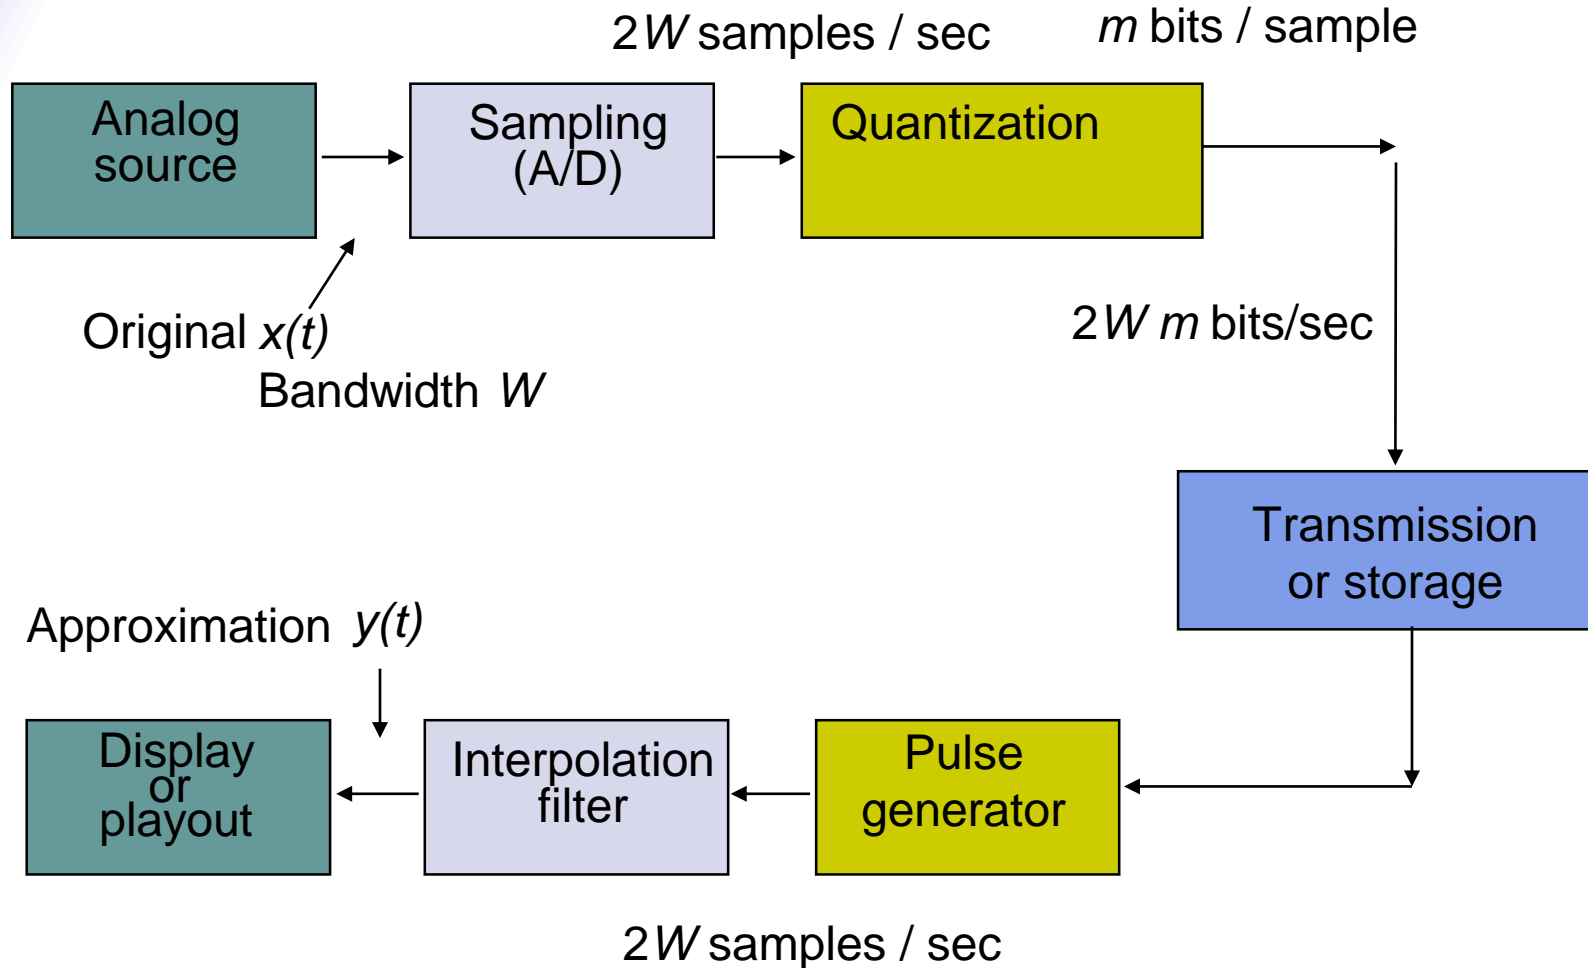 2W samples / sec
m bits / sample
Analog
source
Sampling
(A/D)
Quantization
Original x(t)
Bandwidth W
2W m bits/sec
Transmission
or storage
Approximation y(t)
Display
or
playout
Interpolation
filter
Pulse
generator
2W samples / sec